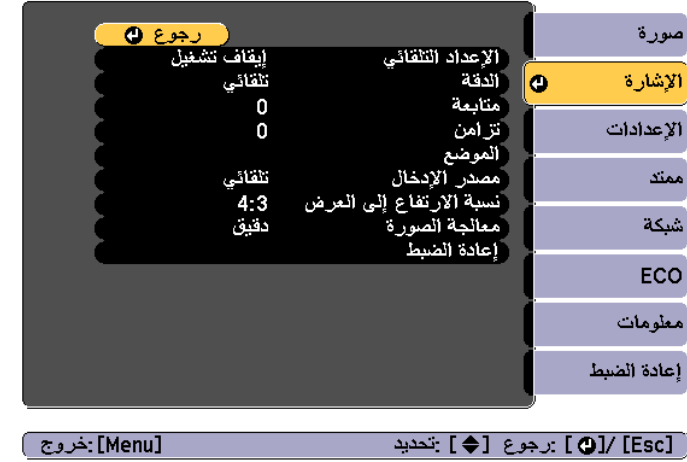 صورة
الإشارة
الإعدادات
ممتد
شبكة
ECO
معلومات
إعادة الضبط
رجوع
الإعداد التلقائي إيقاف تشغيل
الدقة تلقائي
متابعة 0
تزامن 0
الموضع
مصدر الإدخال تلقائي
نسبة الارتفاع إلى العرض 4:3
معالجة الصورة دقيق
إعادة الضبط
[Esc] /[ ] :رجوع [ ] :تحديد [Menu] :خروج